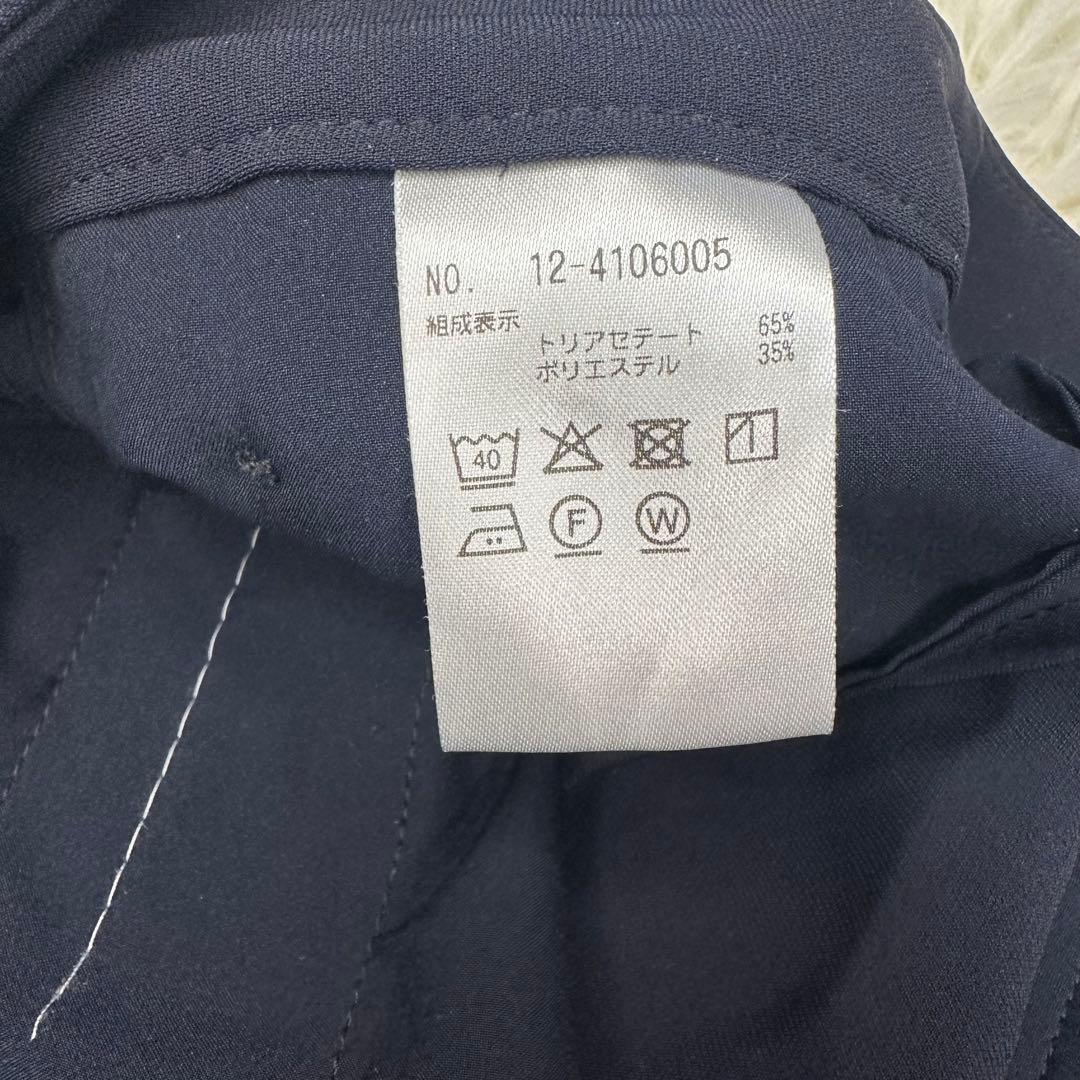 NO. 12-4106005
組成表示
トリアセテート 65%
ポリエステル 35%
40
F W